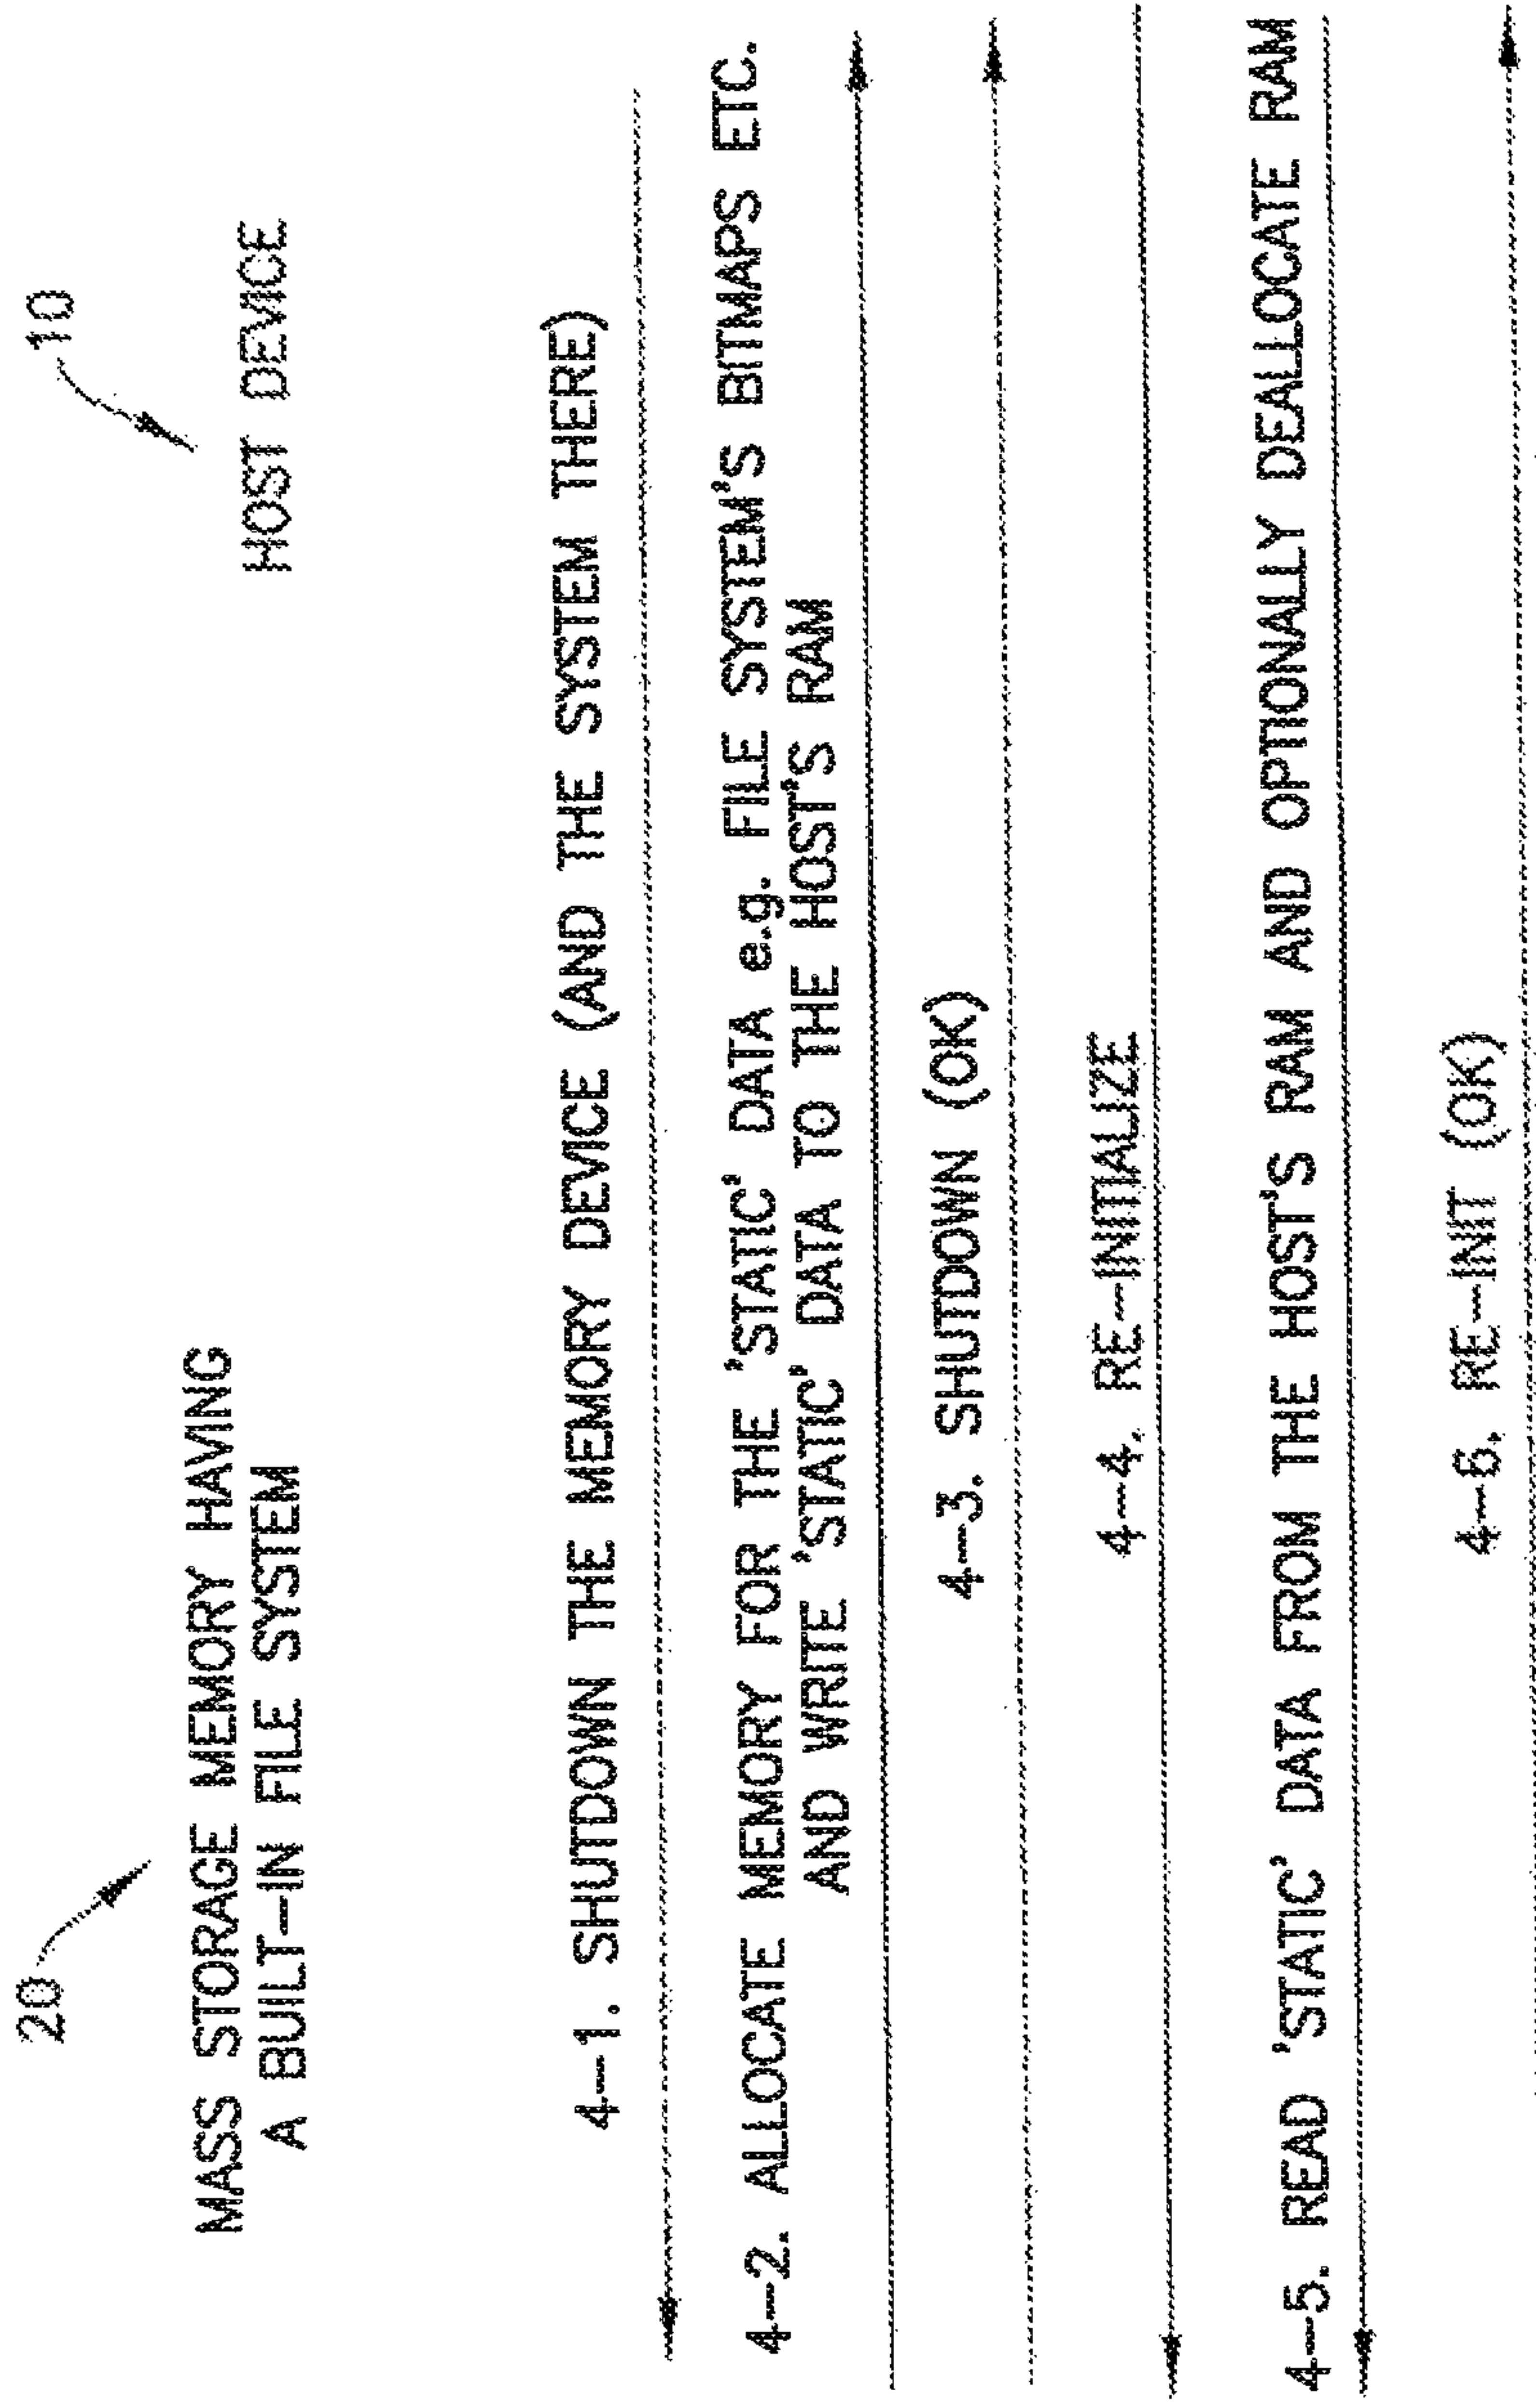 20
MASS STORAGE MEMORY HAVING
A BUILT-IN FILE SYSTEM
10
HOST DEVICE
4-1. SHUTDOWN THE MEMORY DEVICE (AND THE SYSTEM THERE)
4-2. ALLOCATE MEMORY FOR THE 'STATIC' DATA e.g. FILE SYSTEM'S BITMAPS ETC.
AND WRITE 'STATIC' DATA TO THE HOST'S RAM
4-3. SHUTDOWN (OK)
4-4. RE-INITIALIZE
4-5. READ 'STATIC' DATA FROM THE HOST'S RAM AND OPTIONALLY DEALLOCATE RAM
4-6. RE-INIT (OK)